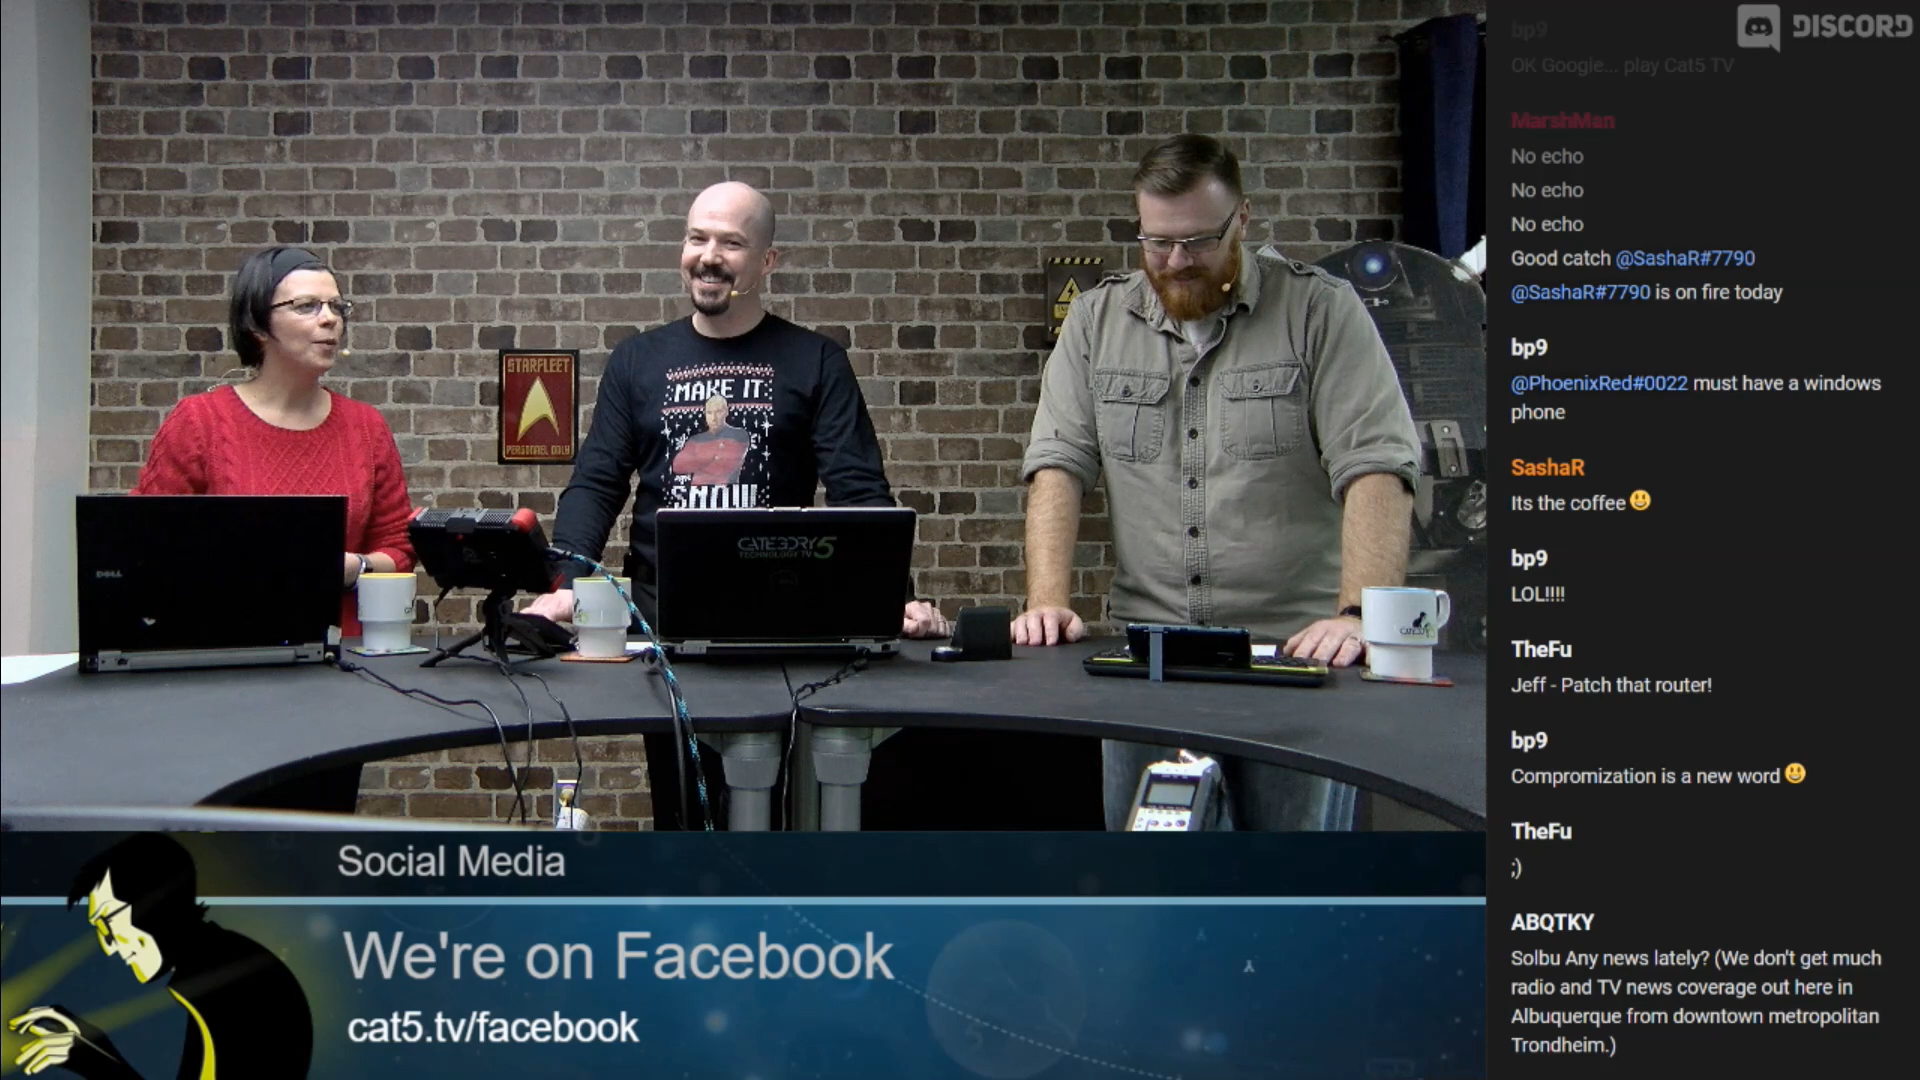 STARFLEET
PERSONNEL ONLY
MAKE IT
SNOW
DELL
CATEGORY 5
TECHNOLOGY TV
Social Media
We're on Facebook
cat5.tv/facebook
DISCORD
bp9
OK Google... play Cat5 TV
MarshMan
No echo
No echo
No echo
Good catch @SashaR#7790
@SashaR#7790 is on fire today
bp9
@PhoenixRed#0022 must have a windows
phone
SashaR
Its the coffee 😃
bp9
LOL!!!!
TheFu
Jeff - Patch that router!
bp9
Compromization is a new word 😃
TheFu
;)
ABQTKY
Solbu Any news lately? (We don't get much
radio and TV news coverage out here in
Albuquerque from downtown metropolitan
Trondheim.)